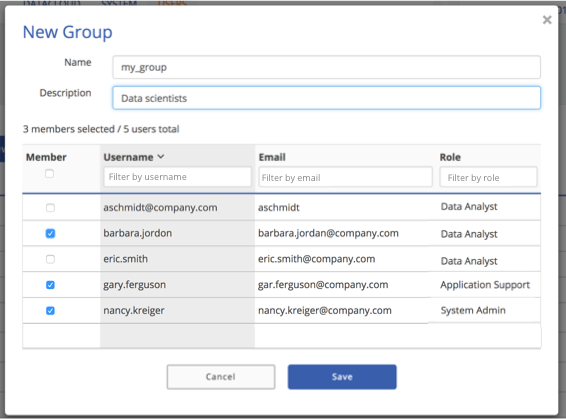 DATACLOUD SYSTEM USERS
New Group
Name my_group
Description Data scientists
3 members selected / 5 users total
Member Username Email Role
Filter by username Filter by email Filter by role
aschmidt@company.com aschmidt Data Analyst
barbara.jordon barbara.jordan@company.com Data Analyst
eric.smith eric.smith@company.com Data Analyst
gary.ferguson gar.ferguson@company.com Application Support
nancy.kreiger nancy.kreiger@company.com System Admin
Cancel Save